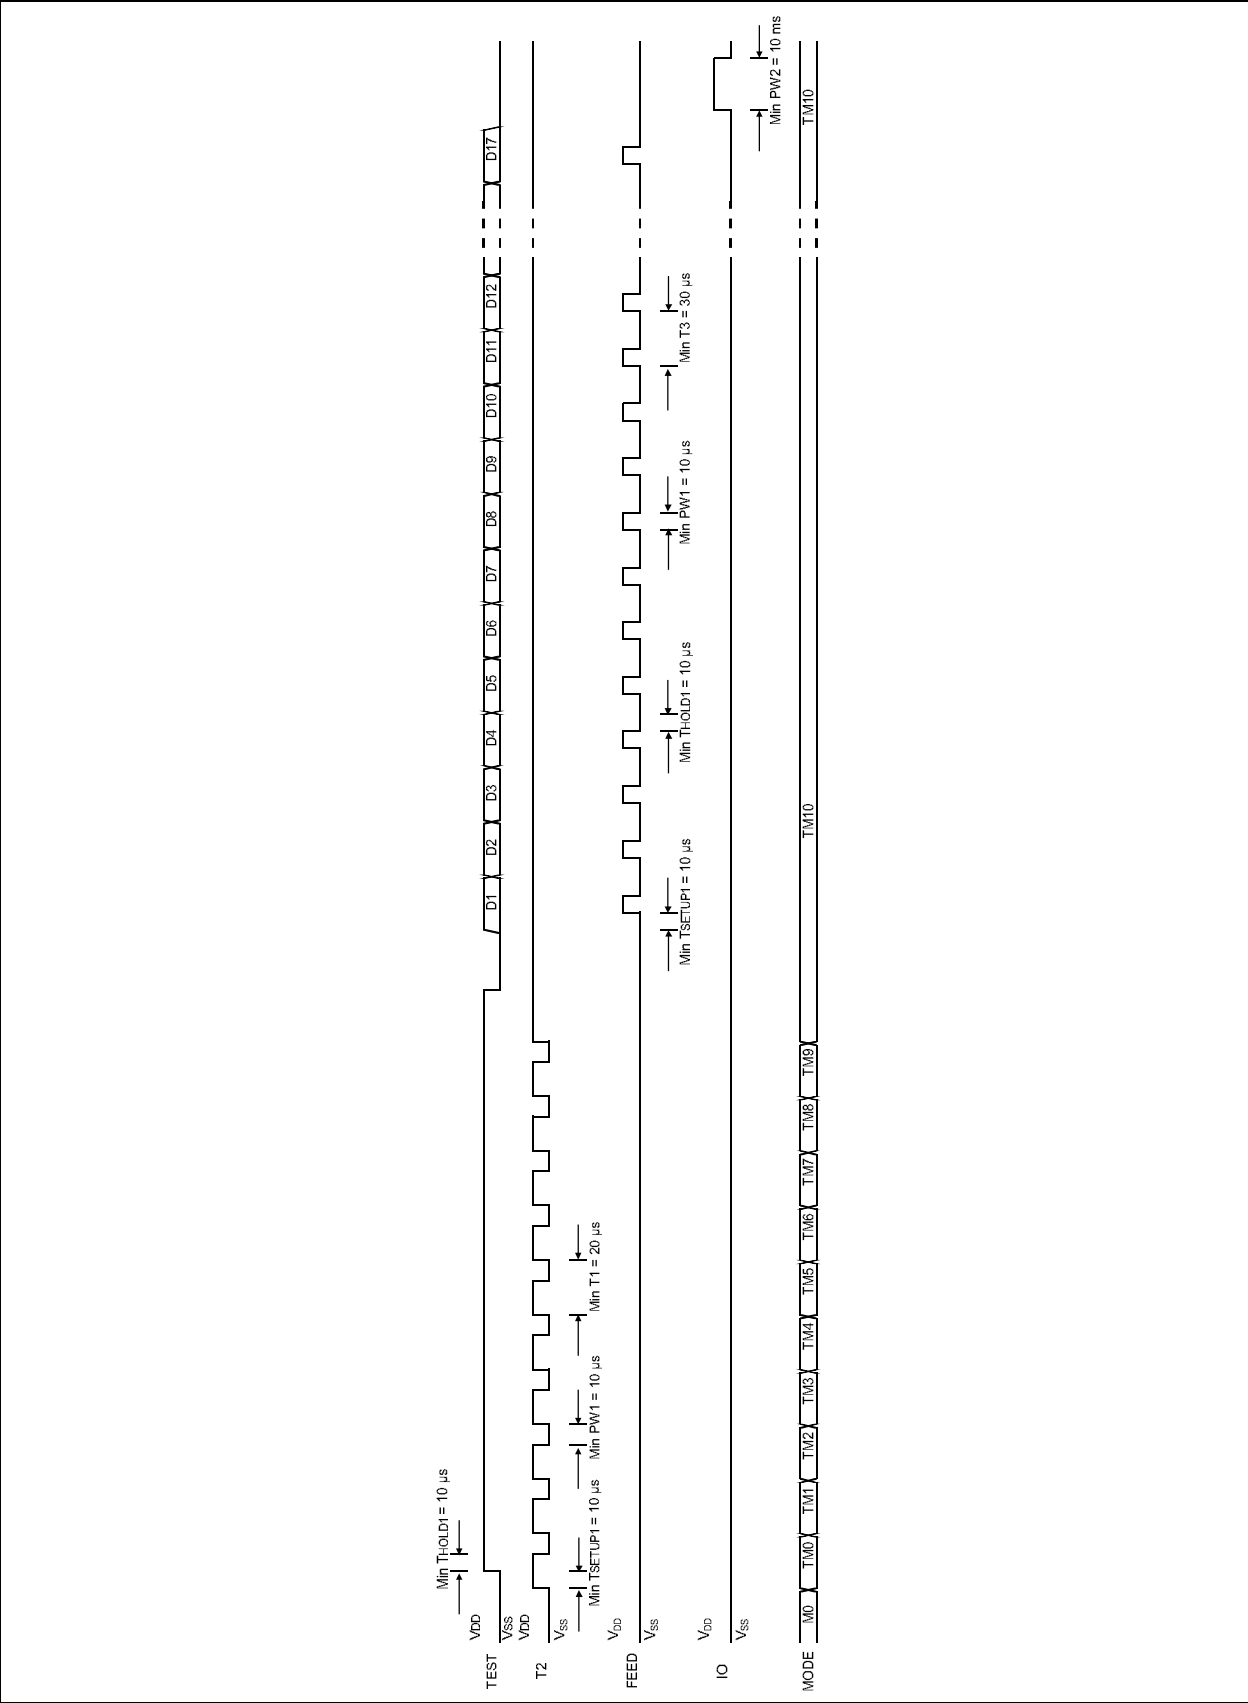 TEST
VDD
VSS
Min THOLD1 = 10 µs
D1
D2
D3
D4
D5
D6
D7
D8
D9
D10
D11
D12
D17
T2
VDD
VSS
Min TSETUP1 = 10 µs
Min PW1 = 10 µs
Min T1 = 20 µs
FEED
VDD
VSS
Min TSETUP1 = 10 µs
Min THOLD1 = 10 µs
Min PW1 = 10 µs
Min T3 = 30 µs
IO
VDD
VSS
Min PW2 = 10 ms
MODE
M0
TM0
TM1
TM2
TM3
TM4
TM5
TM6
TM7
TM8
TM9
TM10
TM10